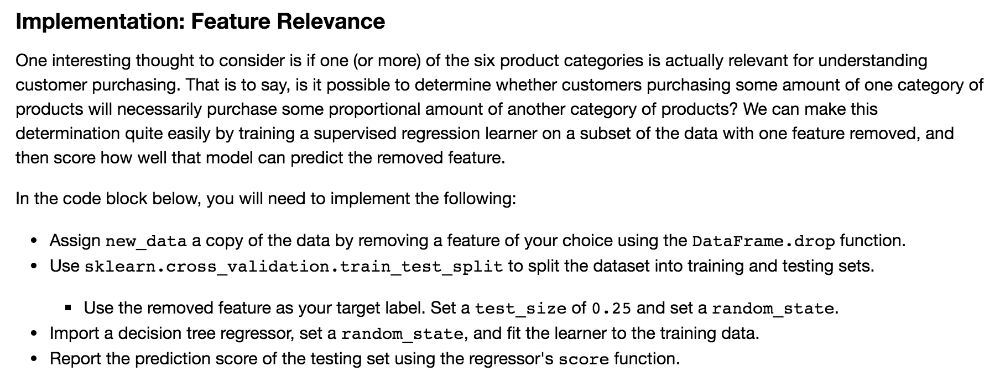 Implementation: Feature Relevance
One interesting thought to consider is if one (or more) of the six product categories is actually relevant for understanding
customer purchasing. That is to say, is it possible to determine whether customers purchasing some amount of one category of
products will necessarily purchase some proportional amount of another category of products? We can make this
determination quite easily by training a supervised regression learner on a subset of the data with one feature removed, and
then score how well that model can predict the removed feature.
In the code block below, you will need to implement the following:
• Assign new_data a copy of the data by removing a feature of your choice using the DataFrame.drop function.
• Use sklearn.cross_validation.train_test_split to split the dataset into training and testing sets.
▪ Use the removed feature as your target label. Set a test_size of 0.25 and set a random_state.
• Import a decision tree regressor, set a random_state, and fit the learner to the training data.
• Report the prediction score of the testing set using the regressor's score function.